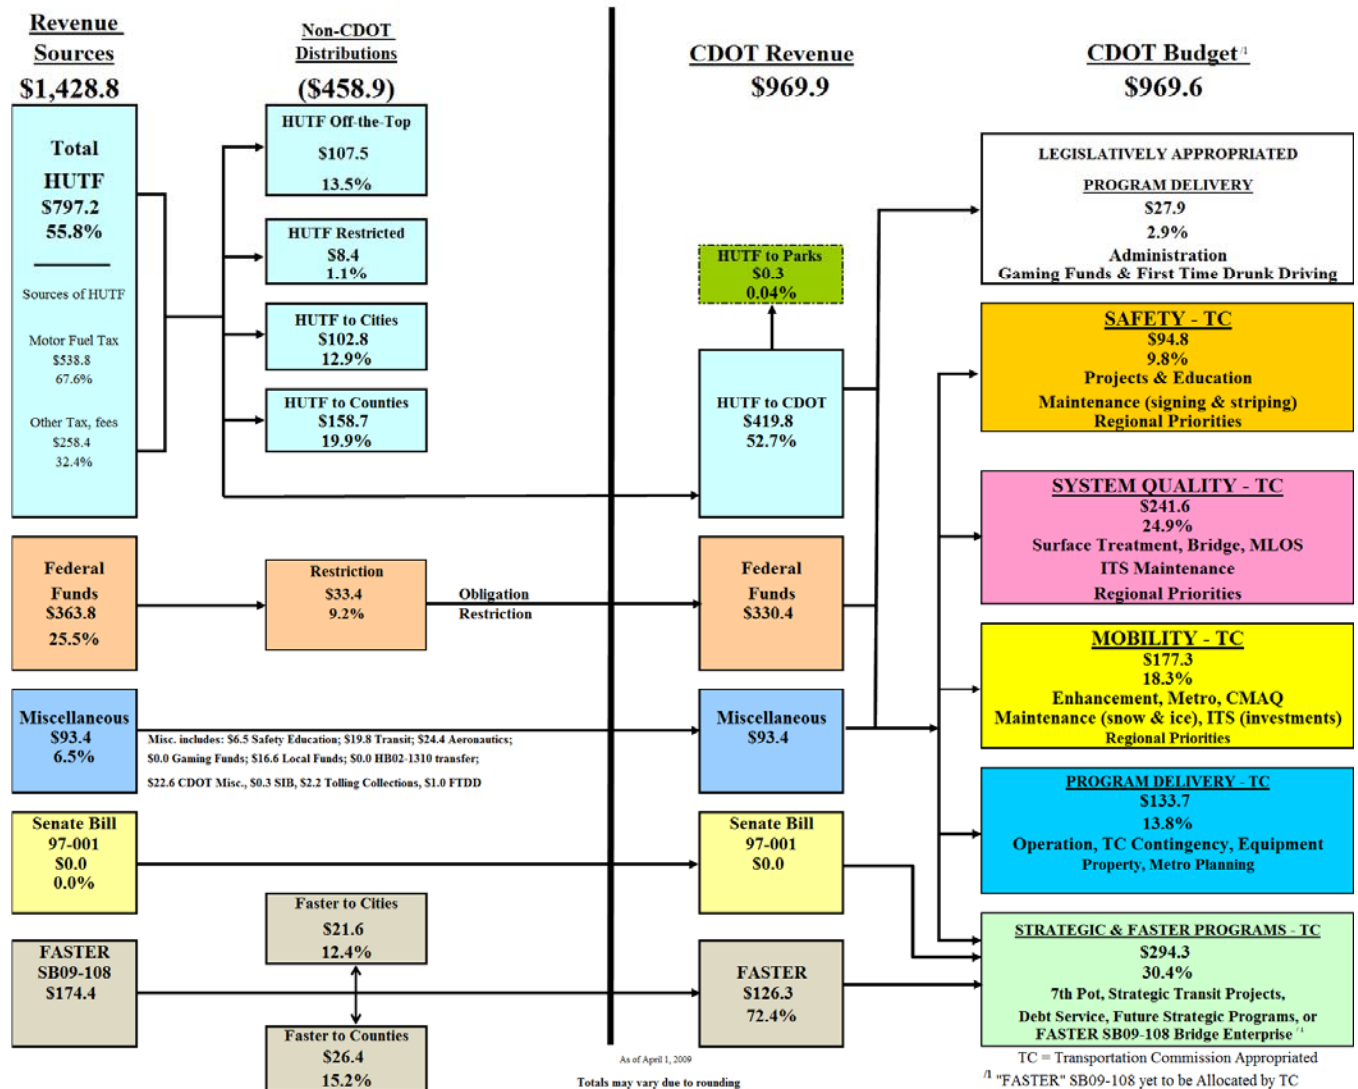 Revenue
Sources
$1,428.8
Non-CDOT
Distributions
($458.9)
CDOT Revenue
$969.9
CDOT Budget/1
$969.6
Total
HUTF
$797.2
55.8%
Sources of HUTF
Motor Fuel Tax
$538.8
67.6%
Other Tax, fees
$258.4
32.4%
HUTF Off-the-Top
$107.5
13.5%
HUTF Restricted
$8.4
1.1%
HUTF to Cities
$102.8
12.9%
HUTF to Counties
$158.7
19.9%
HUTF to Parks
$0.3
0.04%
HUTF to CDOT
$419.8
52.7%
LEGISLATIVELY APPROPRIATED
PROGRAM DELIVERY
$27.9
2.9%
Administration
Gaming Funds & First Time Drunk Driving
SAFETY - TC
$94.8
9.8%
Projects & Education
Maintenance (signing & striping)
Regional Priorities
SYSTEM QUALITY - TC
$241.6
24.9%
Surface Treatment, Bridge, MLOS
ITS Maintenance
Regional Priorities
Federal
Funds
$363.8
25.5%
Restriction
$33.4
9.2%
Obligation
Restriction
Federal
Funds
$330.4
MOBILITY - TC
$177.3
18.3%
Enhancement, Metro, CMAQ
Maintenance (snow & ice), ITS (investments)
Regional Priorities
Miscellaneous
$93.4
6.5%
Misc. includes: $6.5 Safety Education; $19.8 Transit; $24.4 Aeronautics;
$0.0 Gaming Funds; $16.6 Local Funds; $0.0 HB02-1310 transfer;
$22.6 CDOT Misc., $0.3 SIB, $2.2 Tolling Collections, $1.0 FTDD
Miscellaneous
$93.4
PROGRAM DELIVERY - TC
$133.7
13.8%
Operation, TC Contingency, Equipment
Property, Metro Planning
Senate Bill
97-001
$0.0
0.0%
Senate Bill
97-001
$0.0
Faster to Cities
$21.6
12.4%
FASTER
SB09-108
$174.4
Faster to Counties
$26.4
15.2%
FASTER
$126.3
72.4%
STRATEGIC & FASTER PROGRAMS - TC
$294.3
30.4%
7th Pot, Strategic Transit Projects,
Debt Service, Future Strategic Programs, or
FASTER SB09-108 Bridge Enterprise /1
As of April 1, 2009
Totals may vary due to rounding
TC = Transportation Commission Appropriated
/1 "FASTER" SB09-108 yet to be Allocated by TC